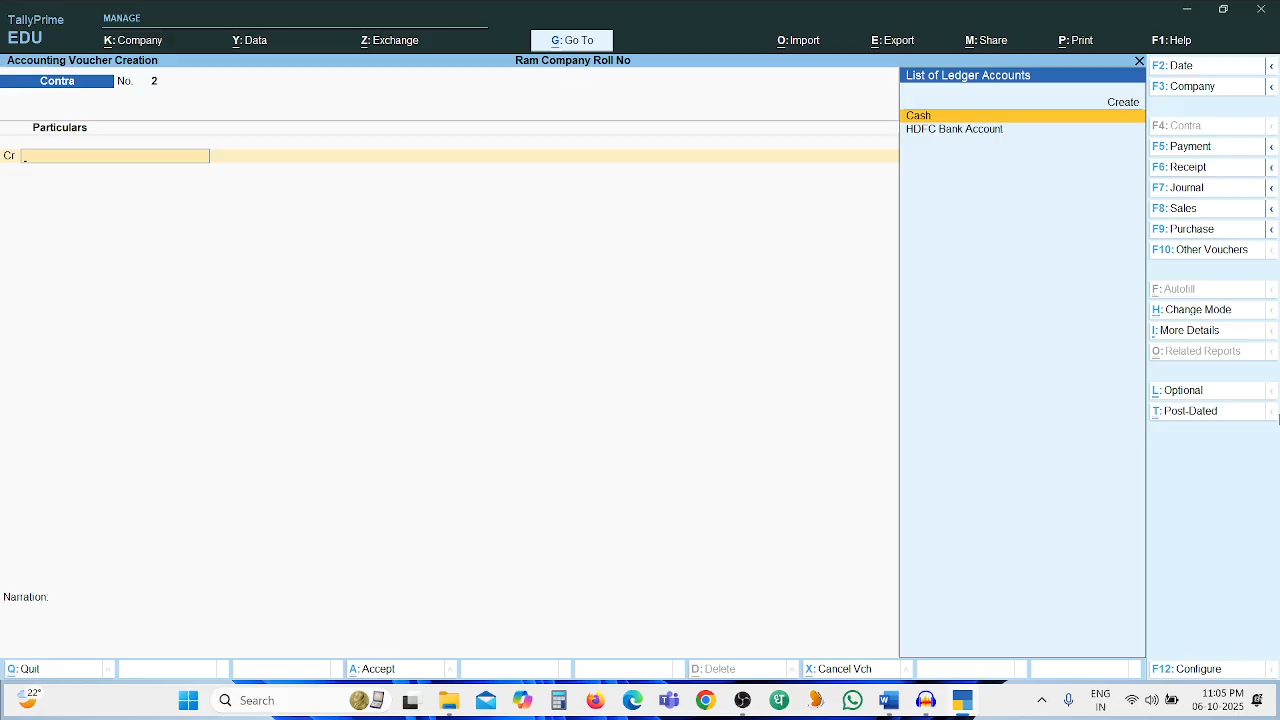 TallyPrime
EDU
MANAGE
K: Company
Y: Data
Z: Exchange
G: Go To
O: Import
E: Export
M: Share
P: Print
F1: Help
Accounting Voucher Creation
Ram Company Roll No
Contra No. 2
Particulars
Cr
Narration:
List of Ledger Accounts
Create
Cash
HDFC Bank Account
F2: Date
F3: Company
F4: Contra
F5: Payment
F6: Receipt
F7: Journal
F8: Sales
F9: Purchase
F10: Other Vouchers
F: Autofill
H: Change Mode
I: More Details
O: Related Reports
L: Optional
T: Post-Dated
Q: Quit
A: Accept
D: Delete
X: Cancel Vch
F12: Configure
22°
Search
ENG
IN
11:05 PM
06-10-2025